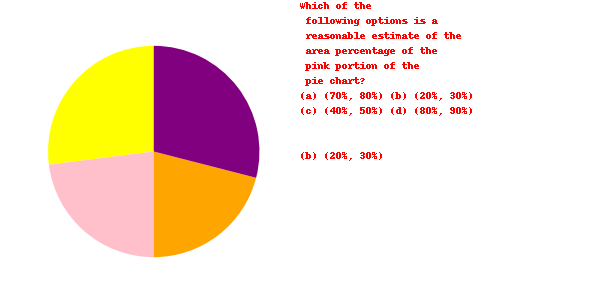 Which of the
following options is a
reasonable estimate of the
area percentage of the
pink portion of the
pie chart?
(a) (70%, 80%) (b) (20%, 30%)
(c) (40%, 50%) (d) (80%, 90%)
(b) (20%, 30%)